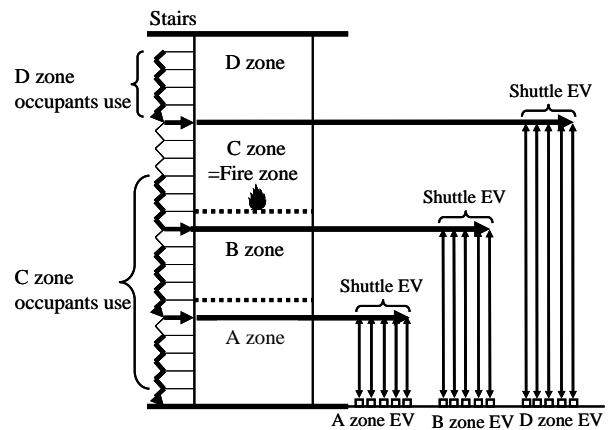 Stairs
D zone
D zone
occupants use
Shuttle EV
C zone
=Fire zone
Shuttle EV
B zone
C zone
occupants use
Shuttle EV
A zone
A zone EV
B zone EV
D zone EV